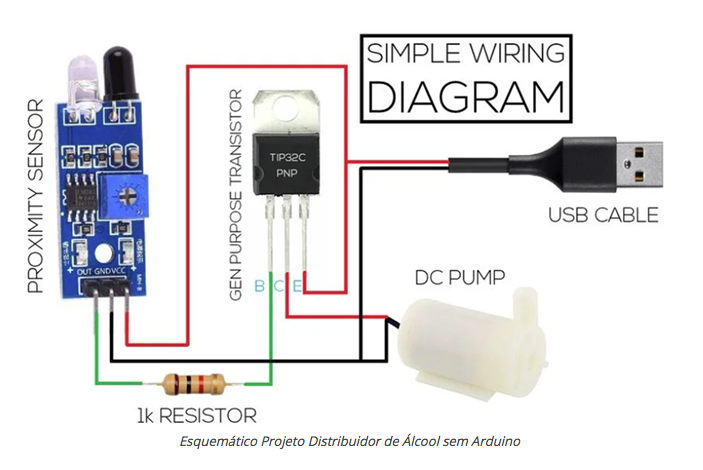 SIMPLE WIRING
DIAGRAM
PROXIMITY SENSOR
GEN PURPOSE TRANSISTOR
TIP32C
PNP
USB CABLE
OUT GND VCC
B C E
DC PUMP
1k RESISTOR
Esquemático Projeto Distribuidor de Álcool sem Arduino